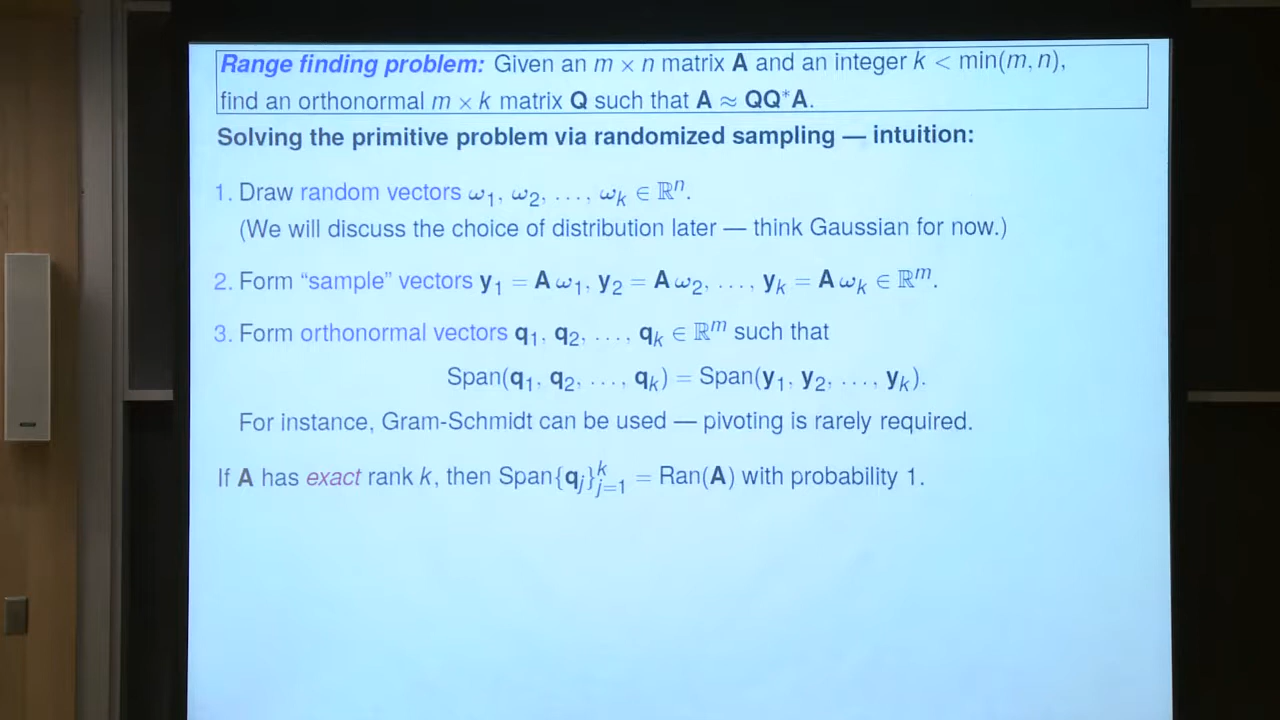 Range finding problem: Given an m × n matrix A and an integer k < min(m, n),
find an orthonormal m × k matrix Q such that A ≈ QQ*A.
Solving the primitive problem via randomized sampling — intuition:
1. Draw random vectors ω₁, ω₂, …, ωₖ ∈ ℝⁿ.
(We will discuss the choice of distribution later — think Gaussian for now.)
2. Form “sample” vectors y₁ = Aω₁, y₂ = Aω₂, …, yₖ = Aωₖ ∈ ℝᵐ.
3. Form orthonormal vectors q₁, q₂, …, qₖ ∈ ℝᵐ such that
Span(q₁, q₂, …, qₖ) = Span(y₁, y₂, …, yₖ).
For instance, Gram-Schmidt can be used — pivoting is rarely required.
If A has exact rank k, then Span{qⱼ}ᵏⱼ₌₁ = Ran(A) with probability 1.